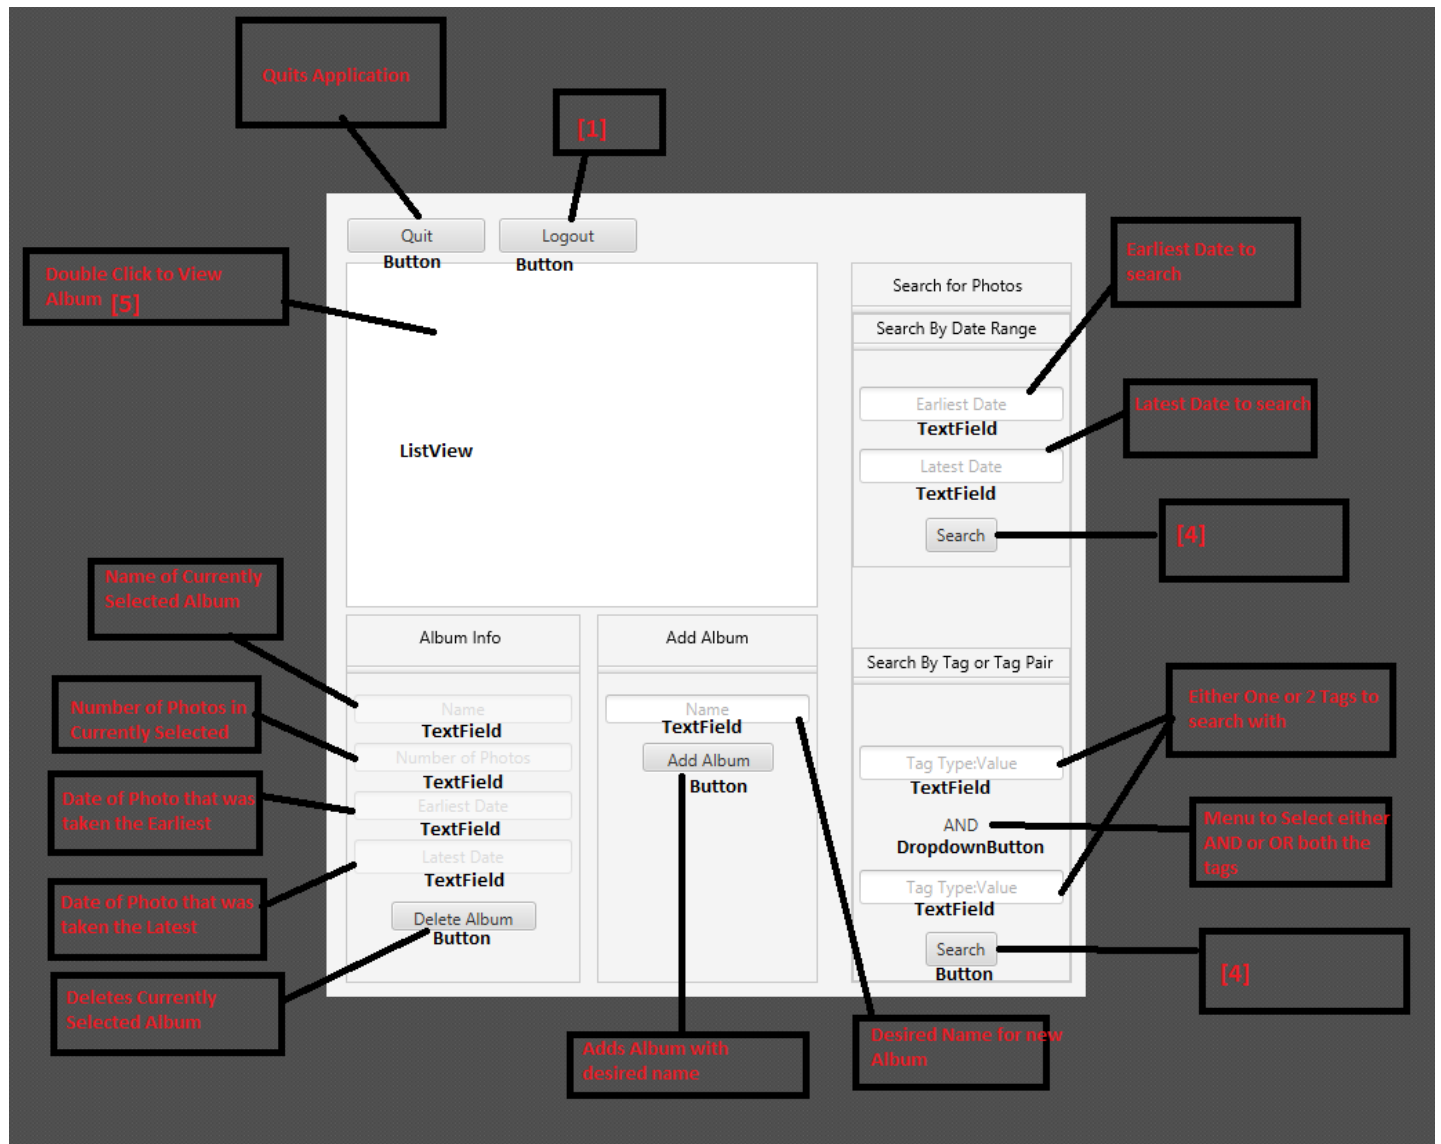 Quits Application
[1]
Quit
Logout
Button
Button
Double Click to View
Album [5]
ListView
Search for Photos
Search By Date Range
Earliest Date
TextField
Latest Date
TextField
Search
Earliest Date to
search
Latest Date to search
[4]
Name of Currently
Selected Album
Number of Photos in
Currently Selected
Date of Photo that was
taken the Earliest
Date of Photo that was
taken the Latest
Deletes Currently
Selected Album
Album Info
Name
TextField
Number of Photos
TextField
Earliest Date
TextField
Latest Date
TextField
Delete Album
Button
Add Album
Name
TextField
Add Album
Button
Adds Album with
desired name
Desired Name for new
Album
Search By Tag or Tag Pair
Tag Type:Value
TextField
AND
DropdownButton
Tag Type:Value
TextField
Search
Button
Either One or 2 Tags to
search with
Menu to Select either
AND or OR both the
tags
[4]